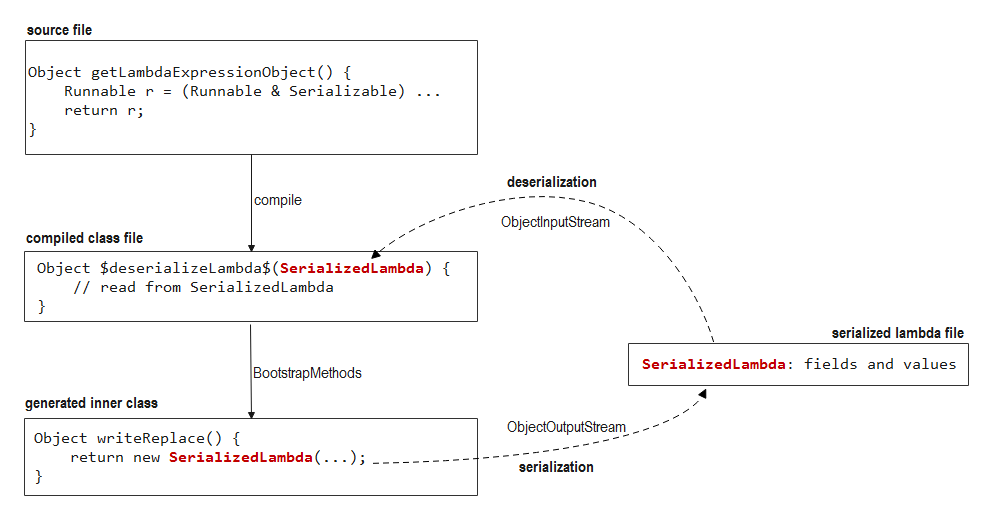 source file
Object getLambdaExpressionObject() {
    Runnable r = (Runnable & Serializable) ...
    return r;
}
compile
deserialization
ObjectInputStream
compiled class file
Object $deserializeLambda$(SerializedLambda) {
    // read from SerializedLambda
}
serialized lambda file
SerializedLambda: fields and values
BootstrapMethods
generated inner class
Object writeReplace() {
    return new SerializedLambda(...);
}
ObjectOutputStream
serialization